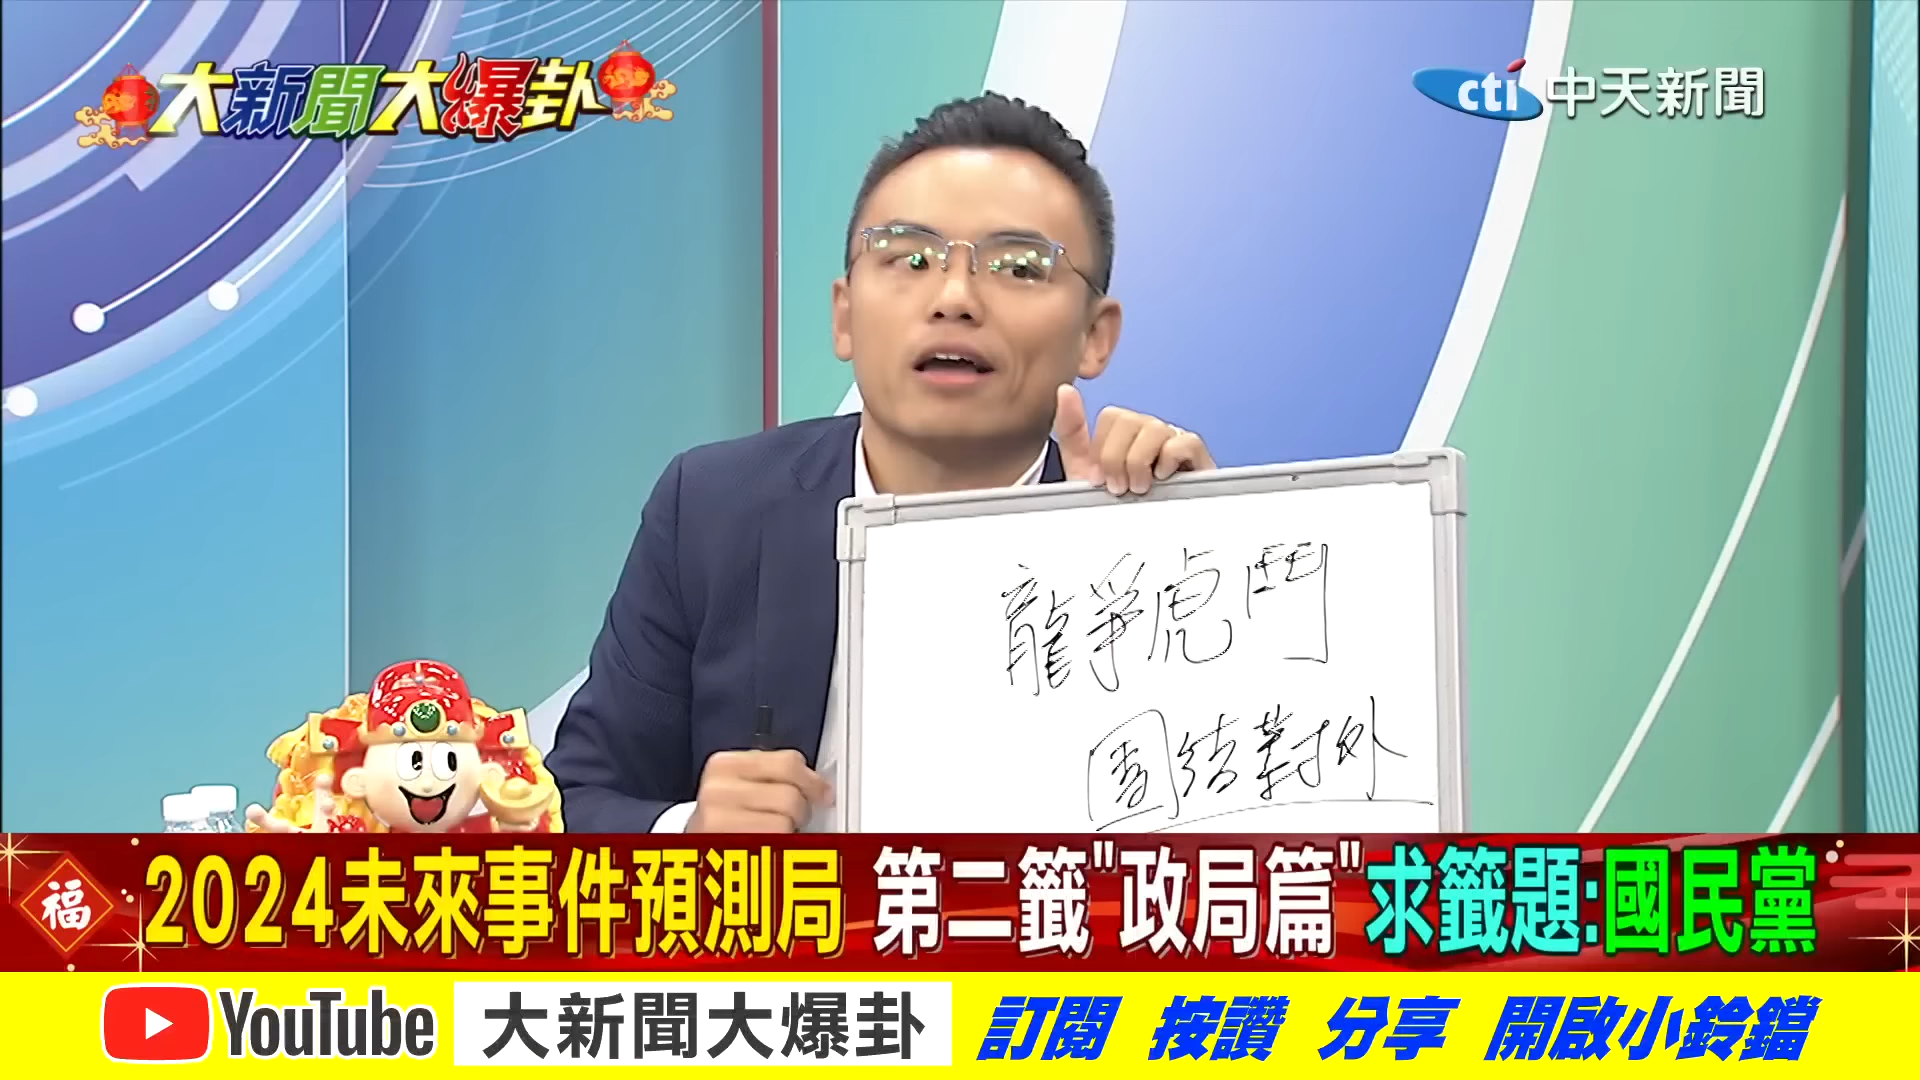 大新聞大爆卦
cti 中天新聞
龍爭虎鬥
團結對外
福
2024未來事件預測局 第二籤"政局篇"求籤題:國民黨
YouTube 大新聞大爆卦 訂閱 按讚 分享 開啟小鈴鐺